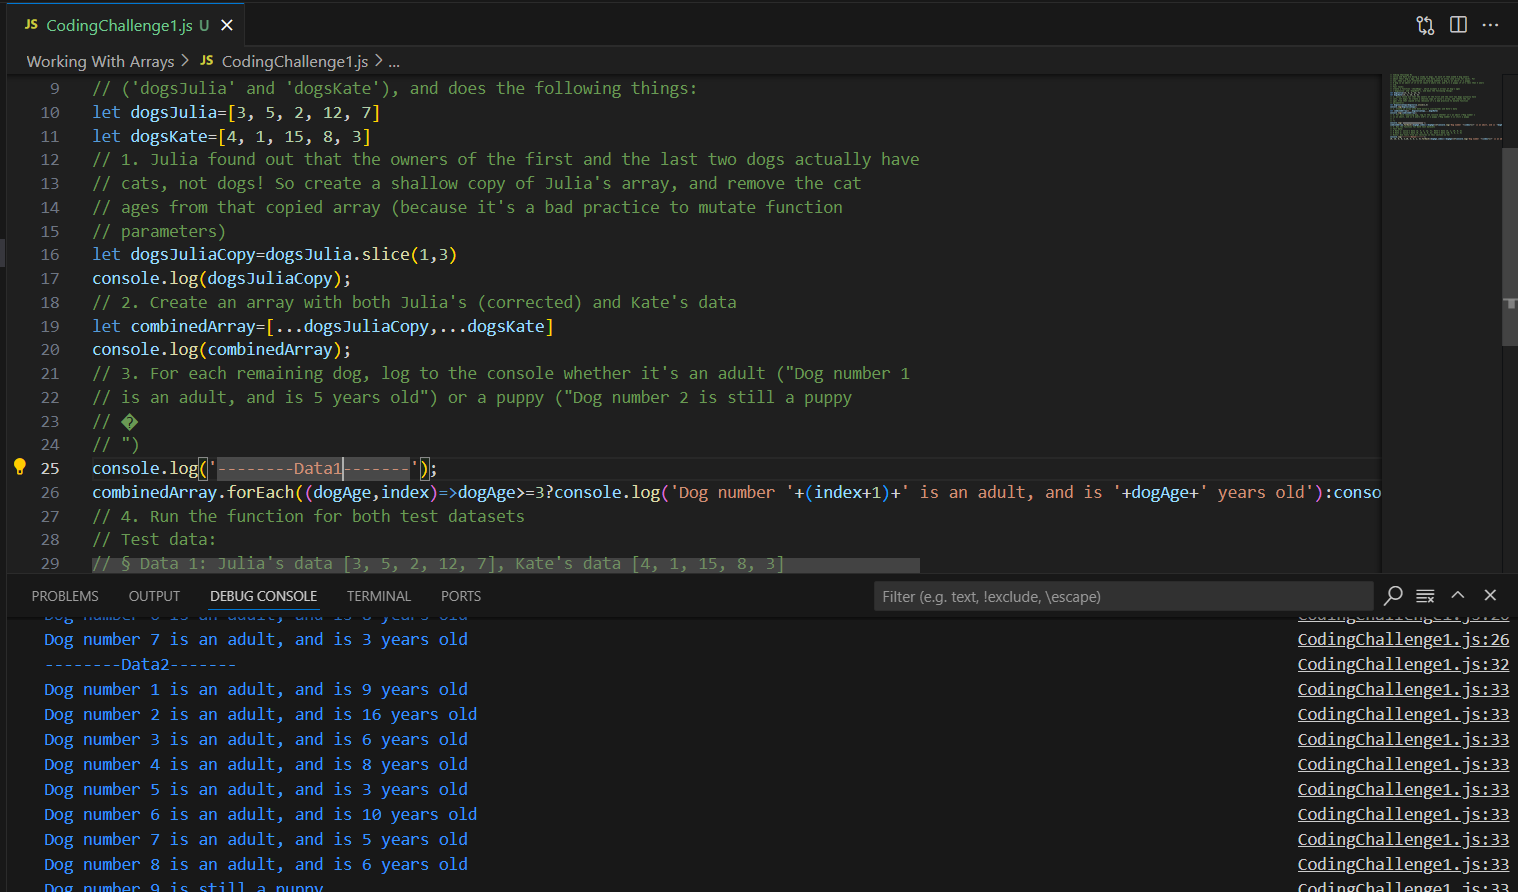 JS CodingChallenge1.js U
Working With Arrays > JS CodingChallenge1.js > ...
9 // ('dogsJulia' and 'dogsKate'), and does the following things:
10 let dogsJulia=[3, 5, 2, 12, 7]
11 let dogsKate=[4, 1, 15, 8, 3]
12 // 1. Julia found out that the owners of the first and the last two dogs actually have
13 // cats, not dogs! So create a shallow copy of Julia's array, and remove the cat
14 // ages from that copied array (because it's a bad practice to mutate function
15 // parameters)
16 let dogsJuliaCopy=dogsJulia.slice(1,3)
17 console.log(dogsJuliaCopy);
18 // 2. Create an array with both Julia's (corrected) and Kate's data
19 let combinedArray=[...dogsJuliaCopy,...dogsKate]
20 console.log(combinedArray);
21 // 3. For each remaining dog, log to the console whether it's an adult ("Dog number 1
22 // is an adult, and is 5 years old") or a puppy ("Dog number 2 is still a puppy
23 // �
24 // ")
25 console.log('--------Data1-------');
26 combinedArray.forEach((dogAge,index)=>dogAge>=3?console.log('Dog number '+(index+1)+' is an adult, and is '+dogAge+' years old'):conso
27 // 4. Run the function for both test datasets
28 // Test data:
29 // § Data 1: Julia's data [3, 5, 2, 12, 7], Kate's data [4, 1, 15, 8, 3]
PROBLEMS OUTPUT DEBUG CONSOLE TERMINAL PORTS Filter (e.g. text, !exclude, \escape)
Dog number 6 is an adult, and is 8 years old CodingChallenge1.js:26
Dog number 7 is an adult, and is 3 years old CodingChallenge1.js:26
--------Data2------- CodingChallenge1.js:32
Dog number 1 is an adult, and is 9 years old CodingChallenge1.js:33
Dog number 2 is an adult, and is 16 years old CodingChallenge1.js:33
Dog number 3 is an adult, and is 6 years old CodingChallenge1.js:33
Dog number 4 is an adult, and is 8 years old CodingChallenge1.js:33
Dog number 5 is an adult, and is 3 years old CodingChallenge1.js:33
Dog number 6 is an adult, and is 10 years old CodingChallenge1.js:33
Dog number 7 is an adult, and is 5 years old CodingChallenge1.js:33
Dog number 8 is an adult, and is 6 years old CodingChallenge1.js:33
Dog number 9 is still a puppy CodingChallenge1.js:33